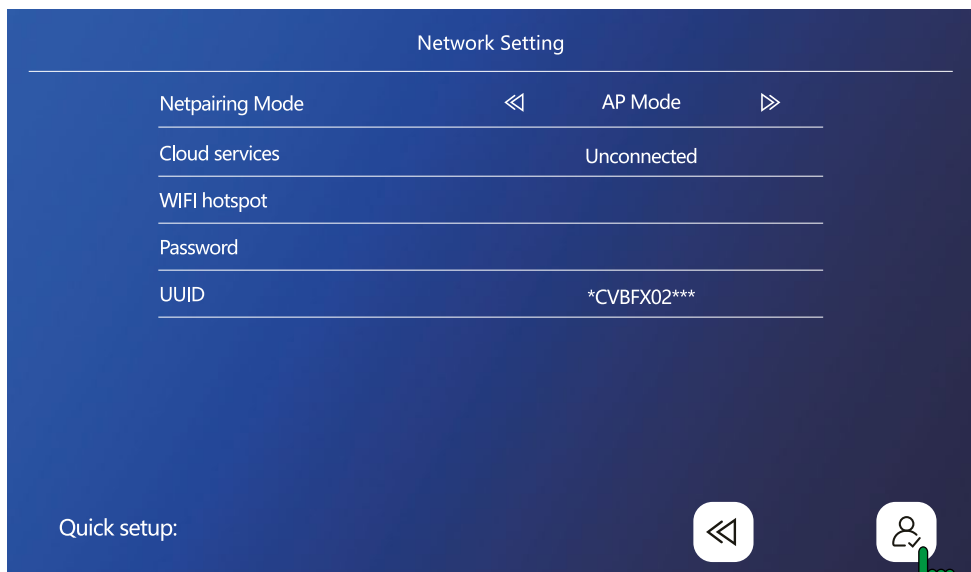 Network Setting
Netpairing Mode AP Mode
Cloud services Unconnected
WIFI hotspot
Password
UUID *CVBFX02***
Quick setup: